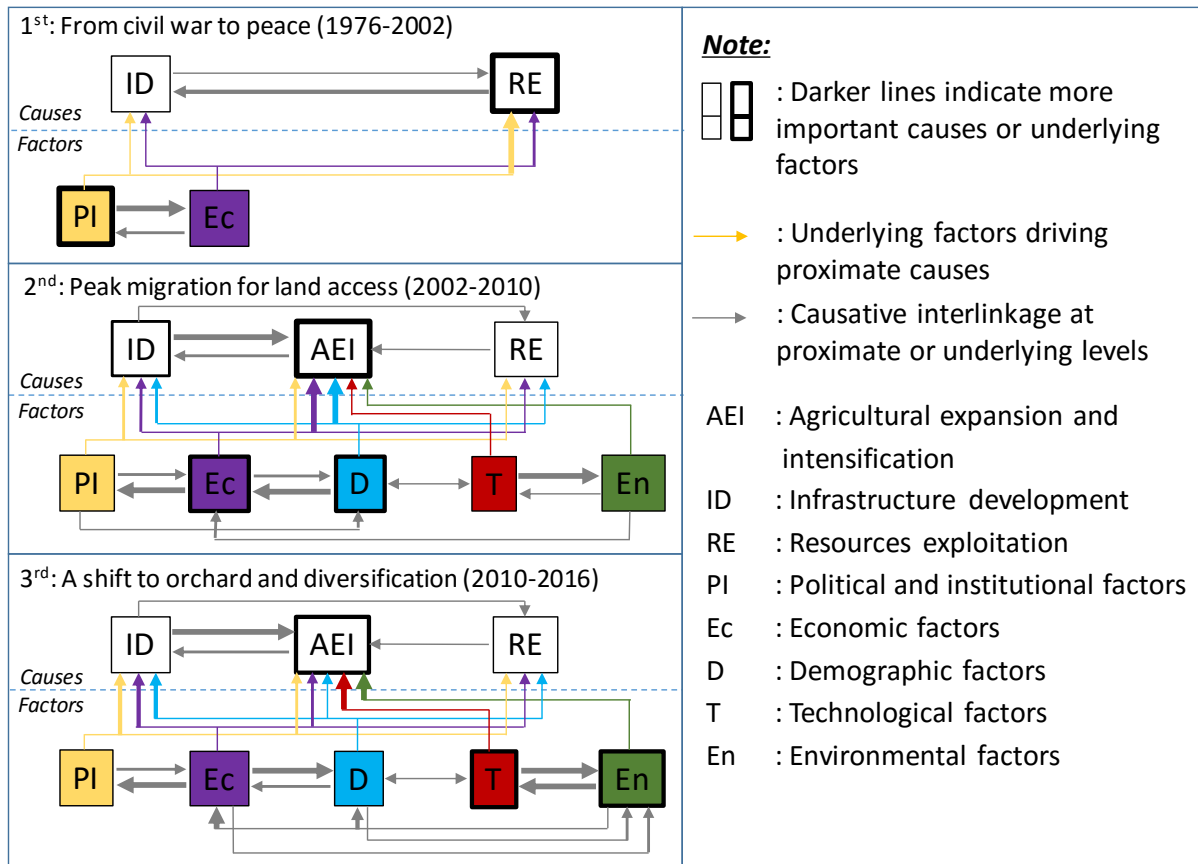 1st: From civil war to peace (1976-2002)
ID
RE
Causes
Factors
PI
Ec
2nd: Peak migration for land access (2002-2010)
ID
AEI
RE
Causes
Factors
PI
Ec
D
T
En
3rd: A shift to orchard and diversification (2010-2016)
ID
AEI
RE
Causes
Factors
PI
Ec
D
T
En
Note:
: Darker lines indicate more
important causes or underlying
factors
: Underlying factors driving
proximate causes
: Causative interlinkage at
proximate or underlying levels
AEI : Agricultural expansion and
intensification
ID : Infrastructure development
RE : Resources exploitation
PI : Political and institutional factors
Ec : Economic factors
D : Demographic factors
T : Technological factors
En : Environmental factors